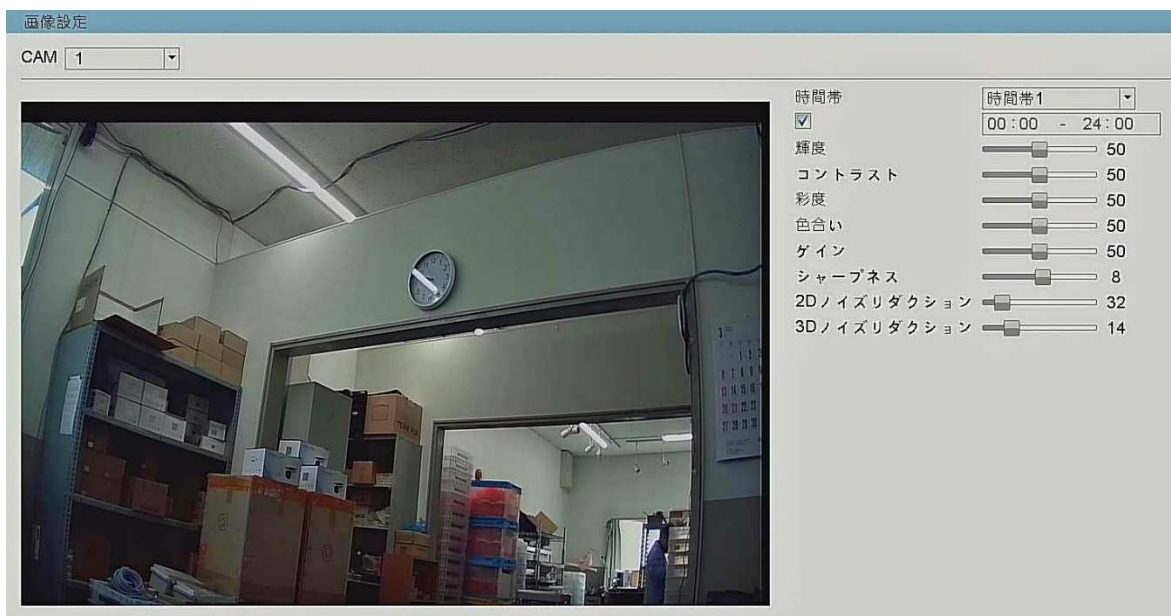 画像設定
CAM 1
時間帯 時間帯1
00:00 - 24:00
輝度 50
コントラスト 50
彩度 50
色合い 50
ゲイン 50
シャープネス 8
2Dノイズリダクション 32
3Dノイズリダクション 14